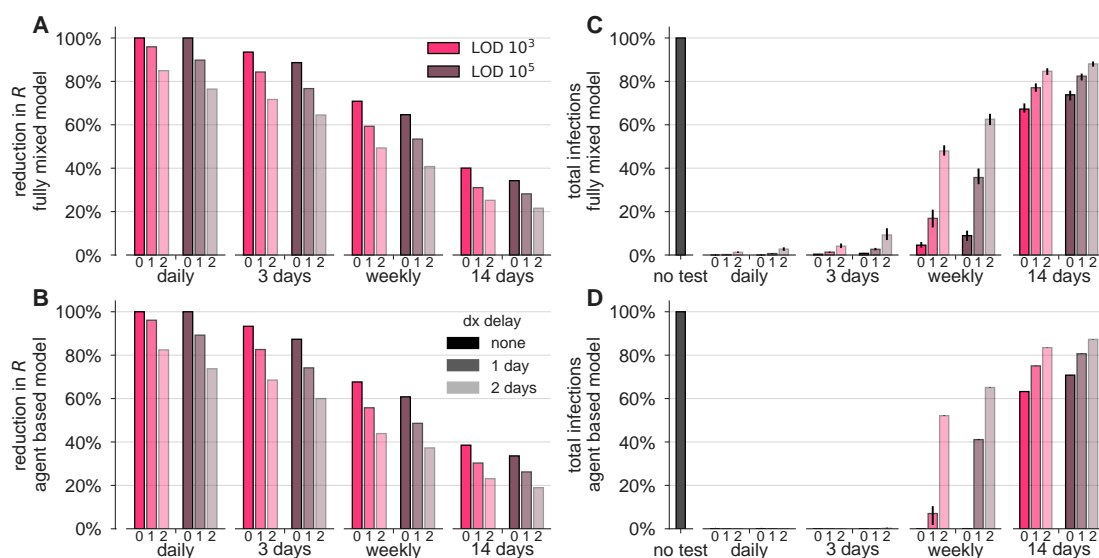 A
reduction in R
fully mixed model
100%
80%
60%
40%
20%
0%
LOD 10³
LOD 10⁵
0 1 2 0 1 2 0 1 2 0 1 2 0 1 2 0 1 2 0 1 2 0 1 2
daily 3 days weekly 14 days
C
total infections
fully mixed model
100%
80%
60%
40%
20%
0%
0 1 2 0 1 2 0 1 2 0 1 2 0 1 2 0 1 2 0 1 2 0 1 2
no test daily 3 days weekly 14 days
B
reduction in R
agent based model
100%
80%
60%
40%
20%
0%
dx delay
none
1 day
2 days
0 1 2 0 1 2 0 1 2 0 1 2 0 1 2 0 1 2 0 1 2 0 1 2
daily 3 days weekly 14 days
D
total infections
agent based model
100%
80%
60%
40%
20%
0%
0 1 2 0 1 2 0 1 2 0 1 2 0 1 2 0 1 2 0 1 2 0 1 2
no test daily 3 days weekly 14 days